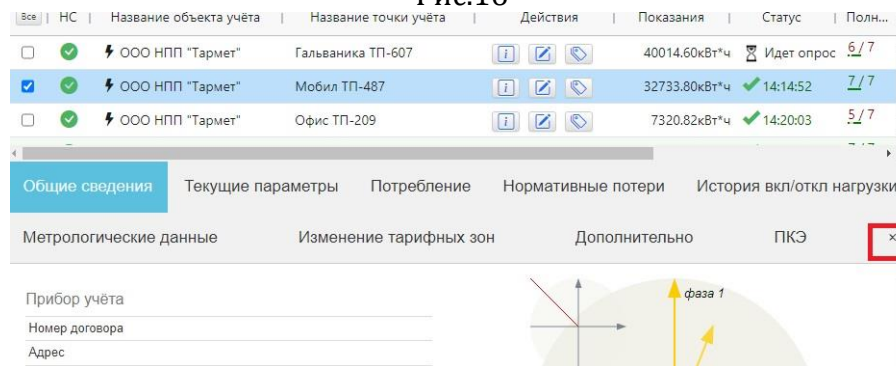 Все | НС | Название объекта учёта | Название точки учёта | Действия | Показания | Статус | Полн...
ООО НПП "Тармет" Гальваника ТП-607 i 40014.60кВт*ч Идет опрос 6/7
ООО НПП "Тармет" Мобил ТП-487 i 32733.80кВт*ч 14:14:52 7/7
ООО НПП "Тармет" Офис ТП-209 i 7320.82кВт*ч 14:20:03 5/7
Общие сведения Текущие параметры Потребление Нормативные потери История вкл/откл нагрузки
Метрологические данные Изменение тарифных зон Дополнительно ПКЭ ×
Прибор учёта
фаза 1
Номер договора
Адрес